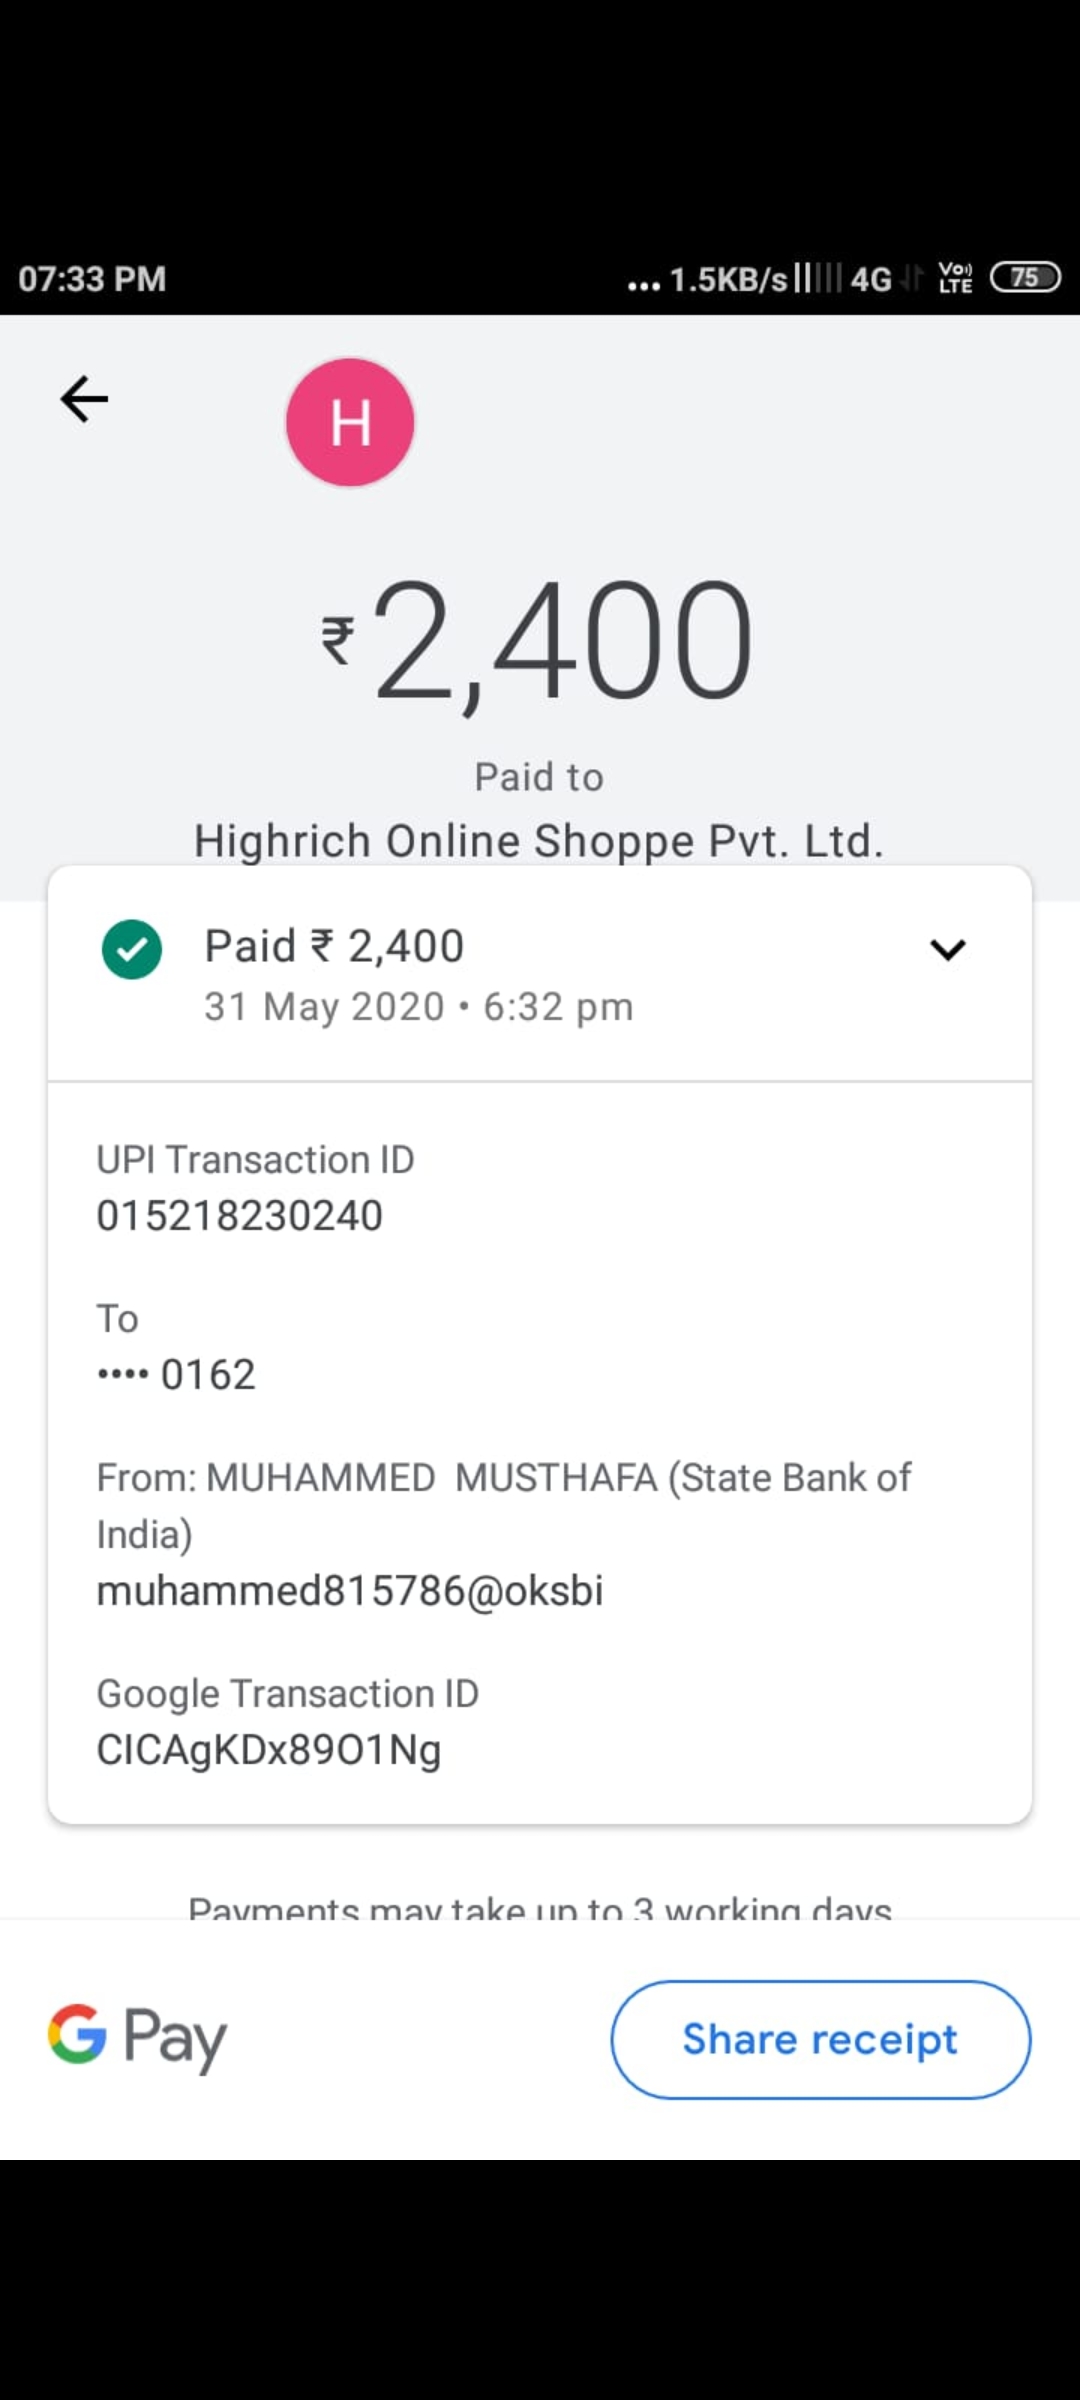 07:33 PM
... 1.5KB/s 4G Vo) LTE 75
H
₹2,400
Paid to
Highrich Online Shoppe Pvt. Ltd.
Paid ₹ 2,400
31 May 2020 • 6:32 pm
UPI Transaction ID
015218230240
To
•••• 0162
From: MUHAMMED  MUSTHAFA (State Bank of
India)
muhammed815786@oksbi
Google Transaction ID
CICAgKDx89O1Ng
Payments may take up to 3 working days
G Pay
Share receipt